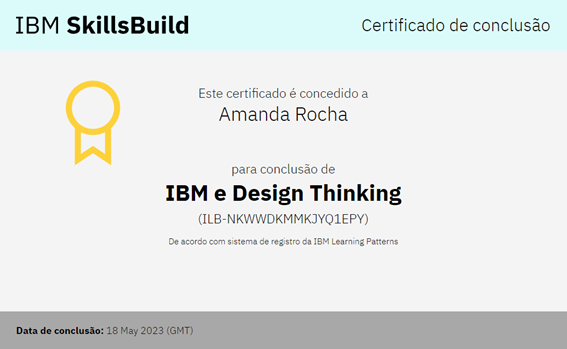 IBM SkillsBuild
Certificado de conclusão
Este certificado é concedido a
Amanda Rocha
para conclusão de
IBM e Design Thinking
(ILB-NKWWDKMMKJYQ1EPY)
De acordo com sistema de registro da IBM Learning Patterns
Data de conclusão: 18 May 2023 (GMT)